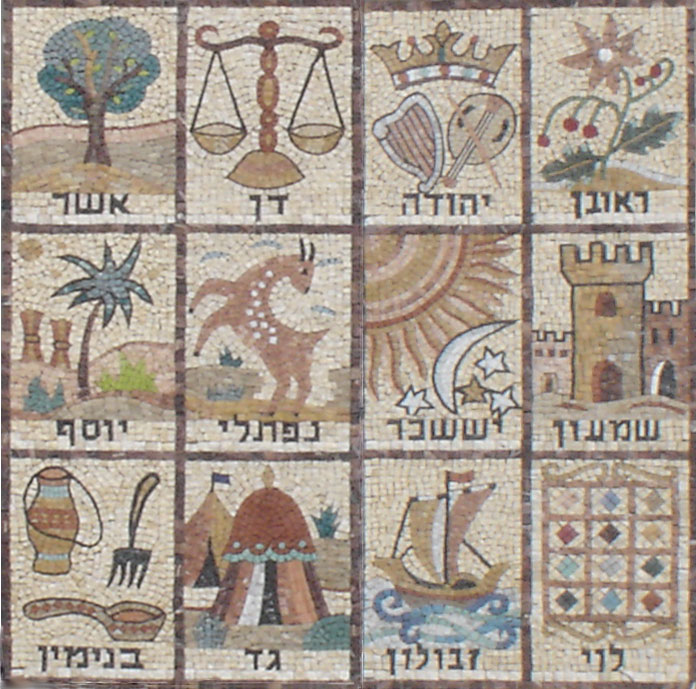 ראובן
יהודה
דן
אשר
שמעון
יששכר
נפתלי
יוסף
לוי
זבולון
גד
בנימין